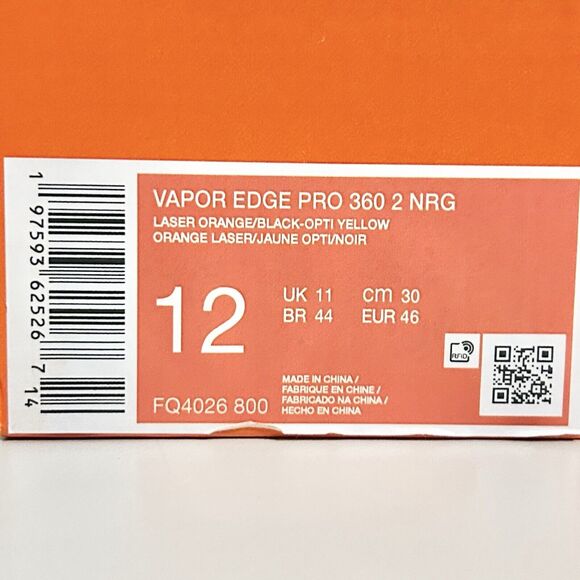 VAPOR EDGE PRO 360 2 NRG
LASER ORANGE/BLACK-OPTI YELLOW
ORANGE LASER/JAUNE OPTI/NOIR
12
UK 11 cm 30
BR 44 EUR 46
RFID
MADE IN CHINA /
FABRIQUE EN CHINE /
FABRICADO NA CHINA /
HECHO EN CHINA
FQ4026 800
1 97593 62526 7 14